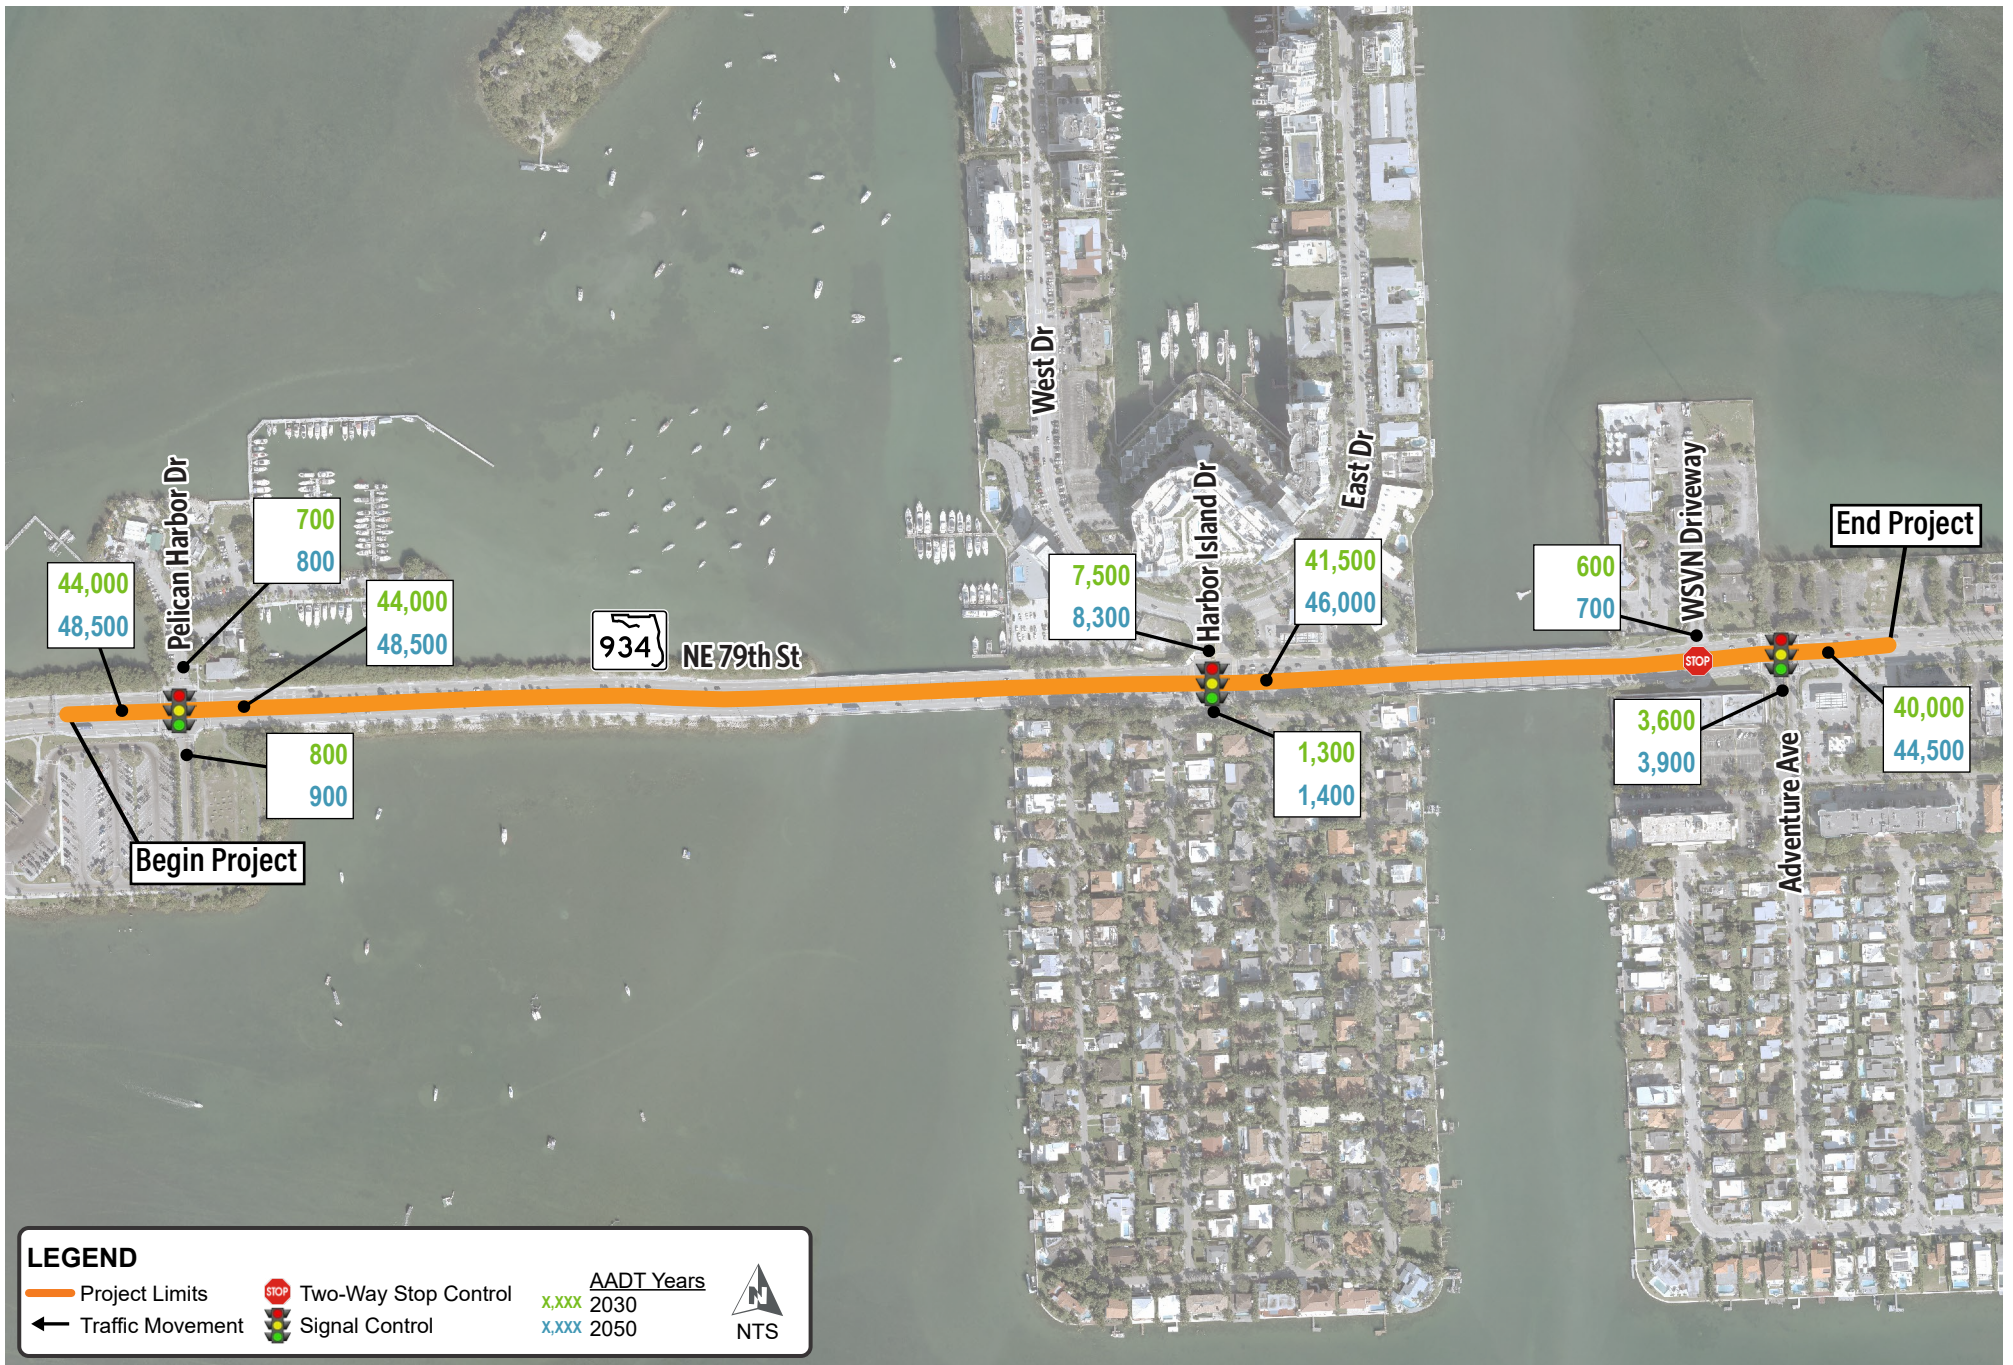 West Dr
East Dr
Pelican Harbor Dr
Harbor Island Dr
WSVN Driveway
Adventure Ave
End Project
700
800
44,000
48,500
44,000
48,500
7,500
8,300
41,500
46,000
600
700
934
NE 79th St
STOP
800
900
1,300
1,400
3,600
3,900
40,000
44,500
Begin Project
LEGEND
Project Limits
Traffic Movement
STOP Two-Way Stop Control
Signal Control
AADT Years
X,XXX 2030
X,XXX 2050
N
NTS